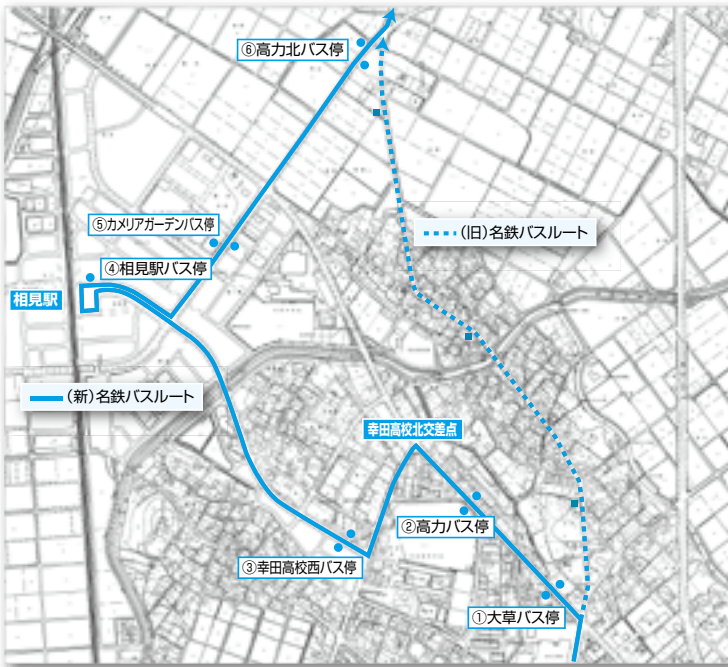 ⑥高力北バス停
⑤カメリアガーデンバス停
(旧)名鉄バスルート
④相見駅バス停
相見駅
(新)名鉄バスルート
幸田高校北交差点
②高力バス停
③幸田高校西バス停
①大草バス停